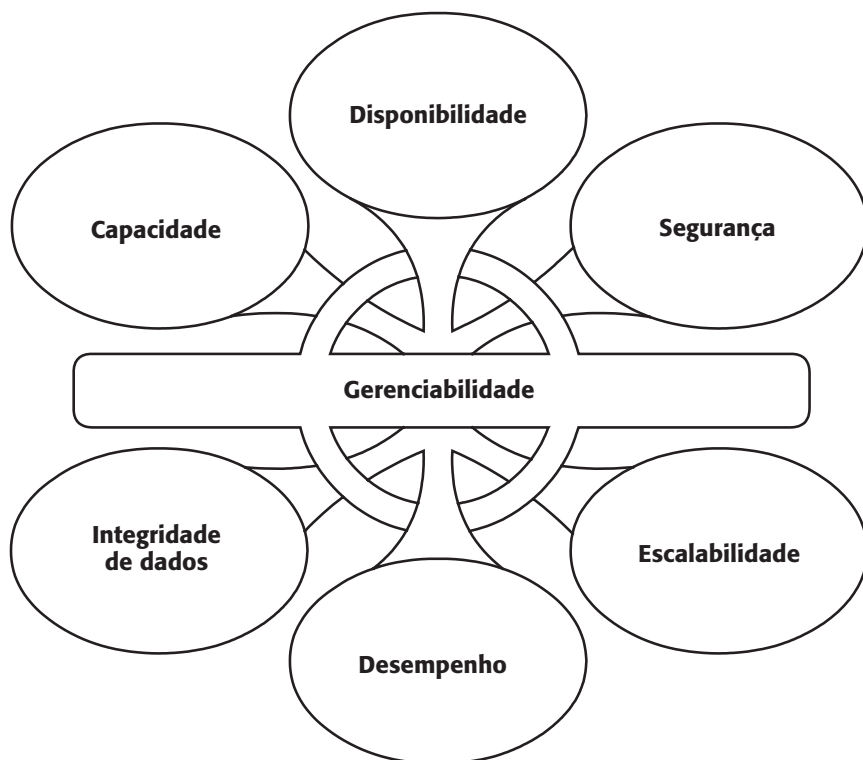 Disponibilidade
Capacidade
Segurança
Gerenciabilidade
Integridade
de dados
Escalabilidade
Desempenho